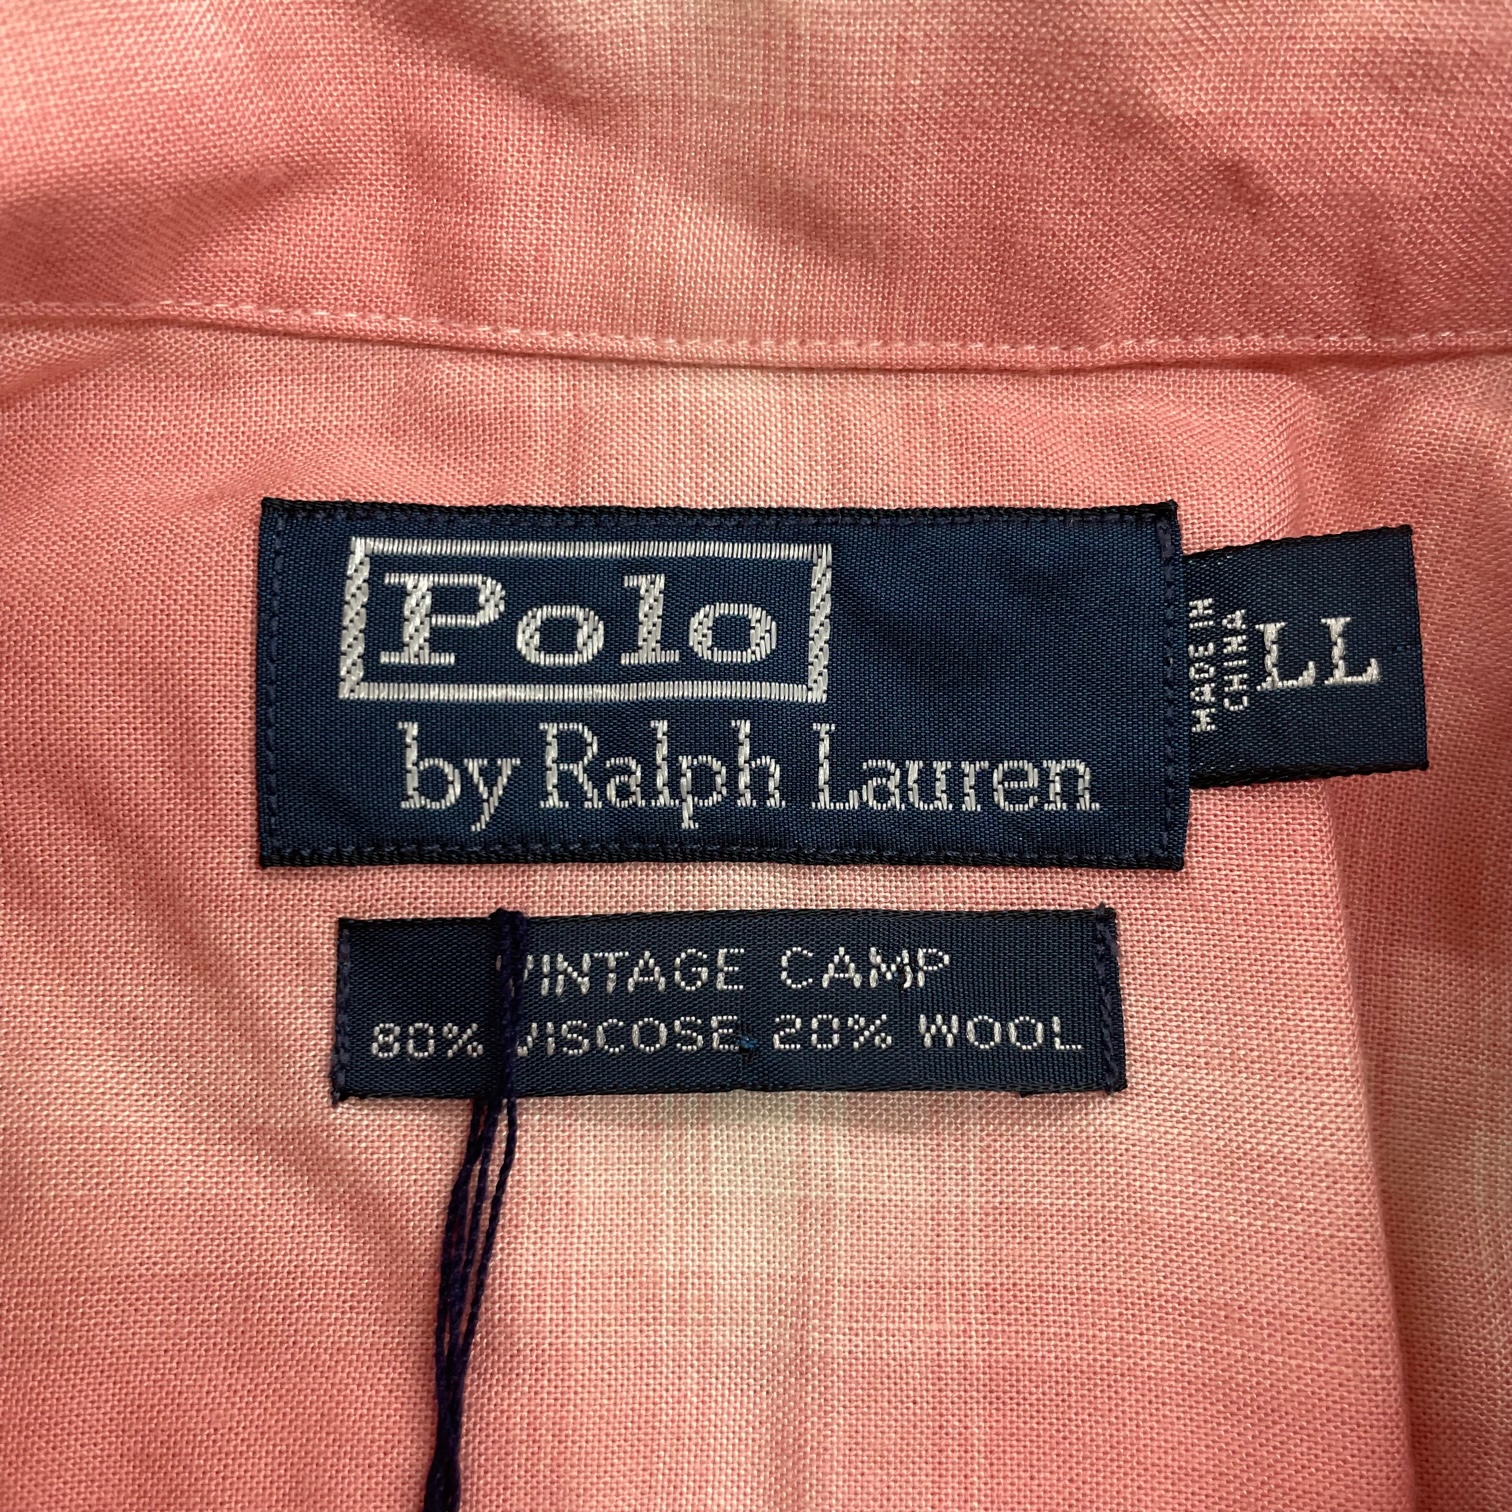 Polo
by Ralph Lauren
MADE IN
CHINA
LL
VINTAGE CAMP
80% VISCOSE 20% WOOL